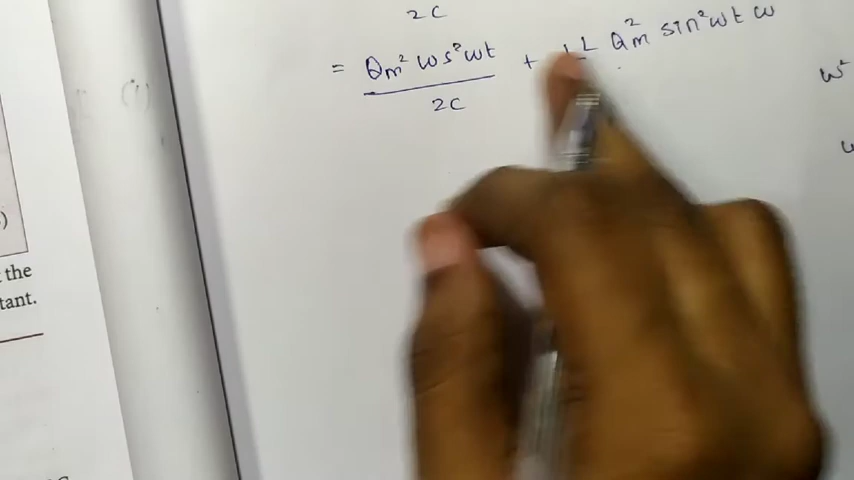 2C
= Qm² cos²ωt + L Qm² sin²ωt ω
2C
ω²
ω
)
the
tant.